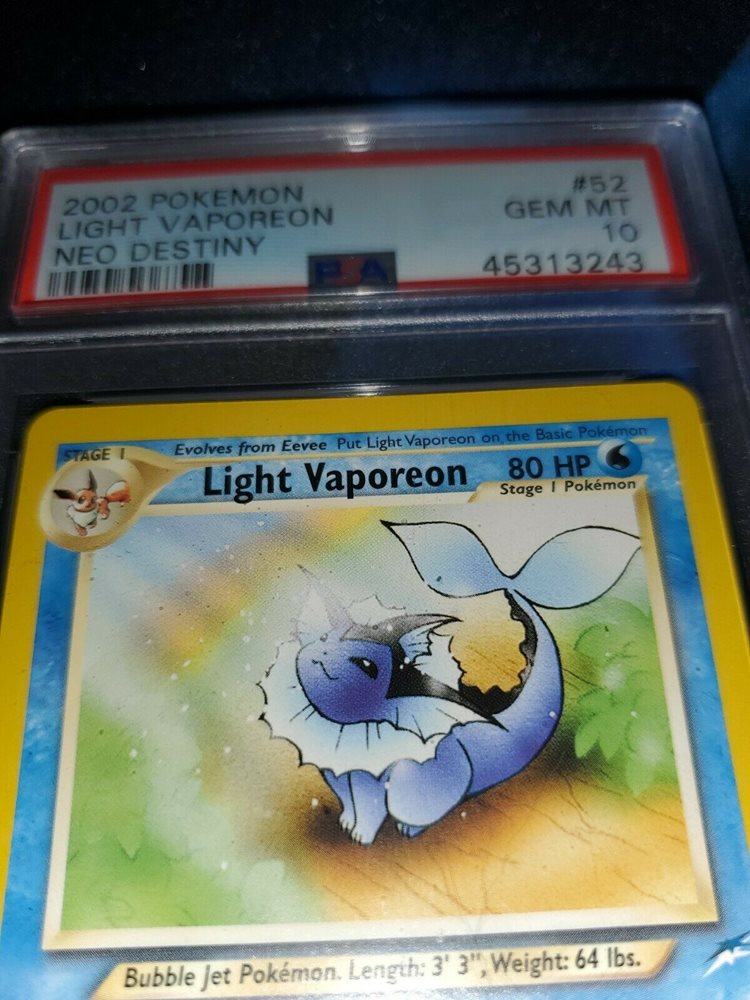 2002 POKEMON #52
LIGHT VAPOREON GEM MT
NEO DESTINY 10
PSA 45313243
STAGE 1 Evolves from Eevee Put Light Vaporeon on the Basic Pokémon
Light Vaporeon 80 HP
Stage 1 Pokémon
Bubble Jet Pokémon. Length: 3' 3", Weight: 64 lbs.